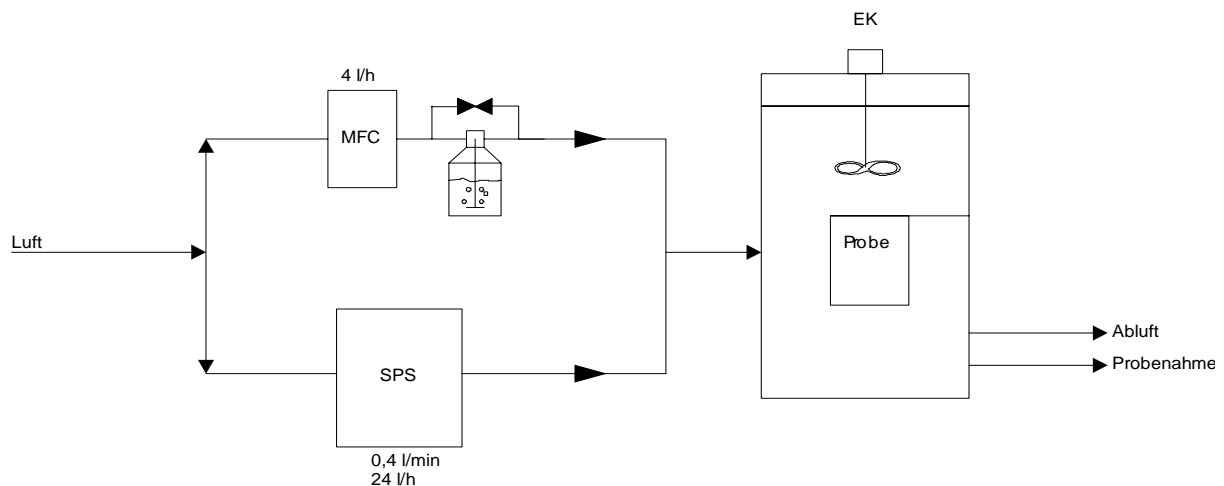 EK
4 l/h
MFC
Luft
Probe
SPS
Abluft
Probenahme
0,4 l/min
24 l/h